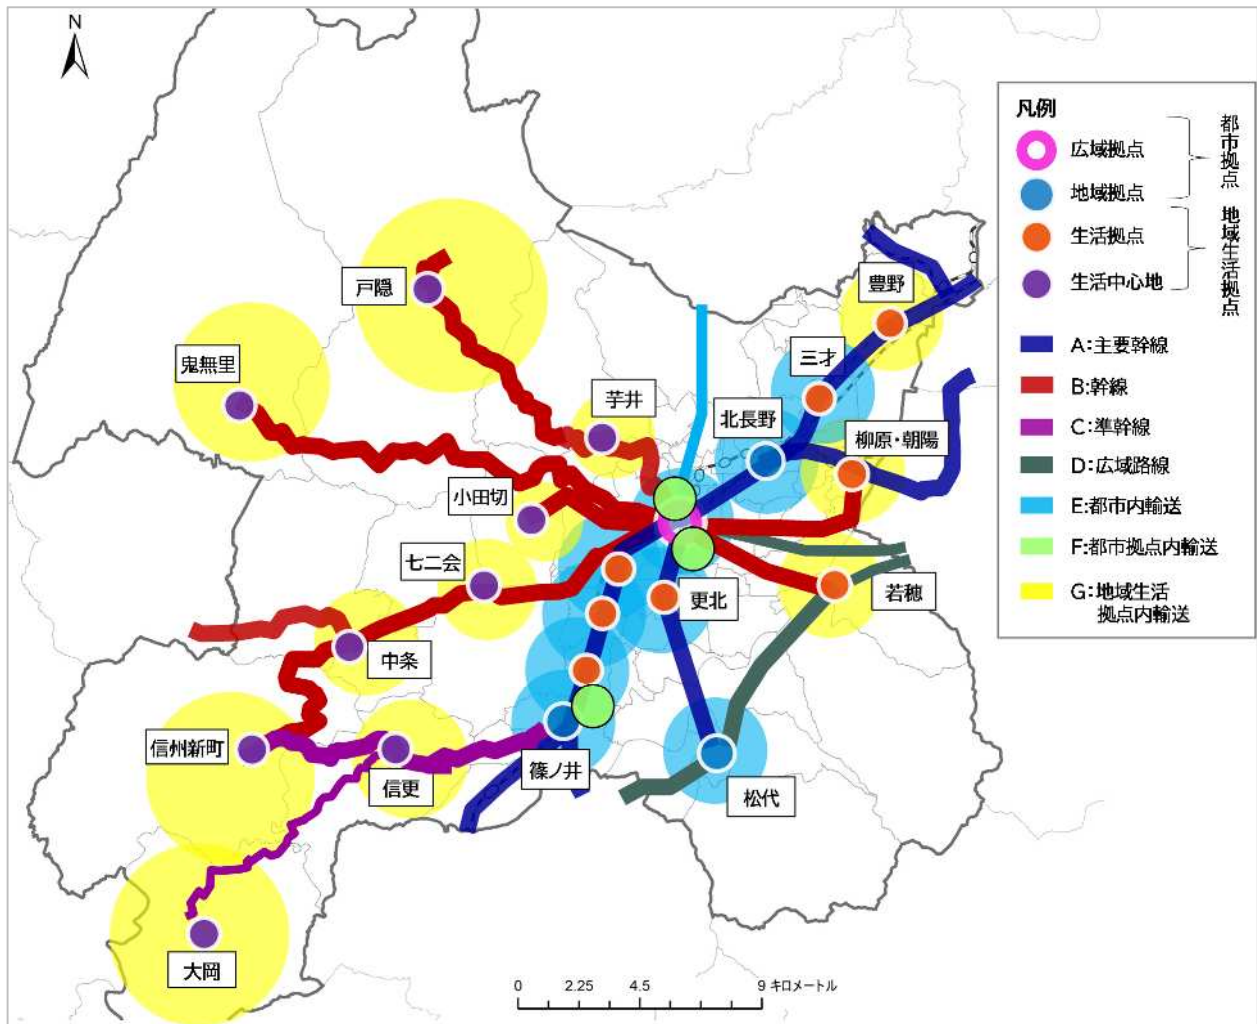 N
凡例
広域拠点
地域拠点
都市拠点
生活拠点
生活中心地
地域生活拠点
A:主要幹線
B:幹線
C:準幹線
D:広域路線
E:都市内輸送
F:都市拠点内輸送
G:地域生活
拠点内輸送
戸隠
豊野
三才
鬼無里
芋井
北長野
柳原・朝陽
小田切
七二会
更北
若穂
中条
信州新町
信更
篠ノ井
松代
大岡
0 2.25 4.5 9 キロメートル